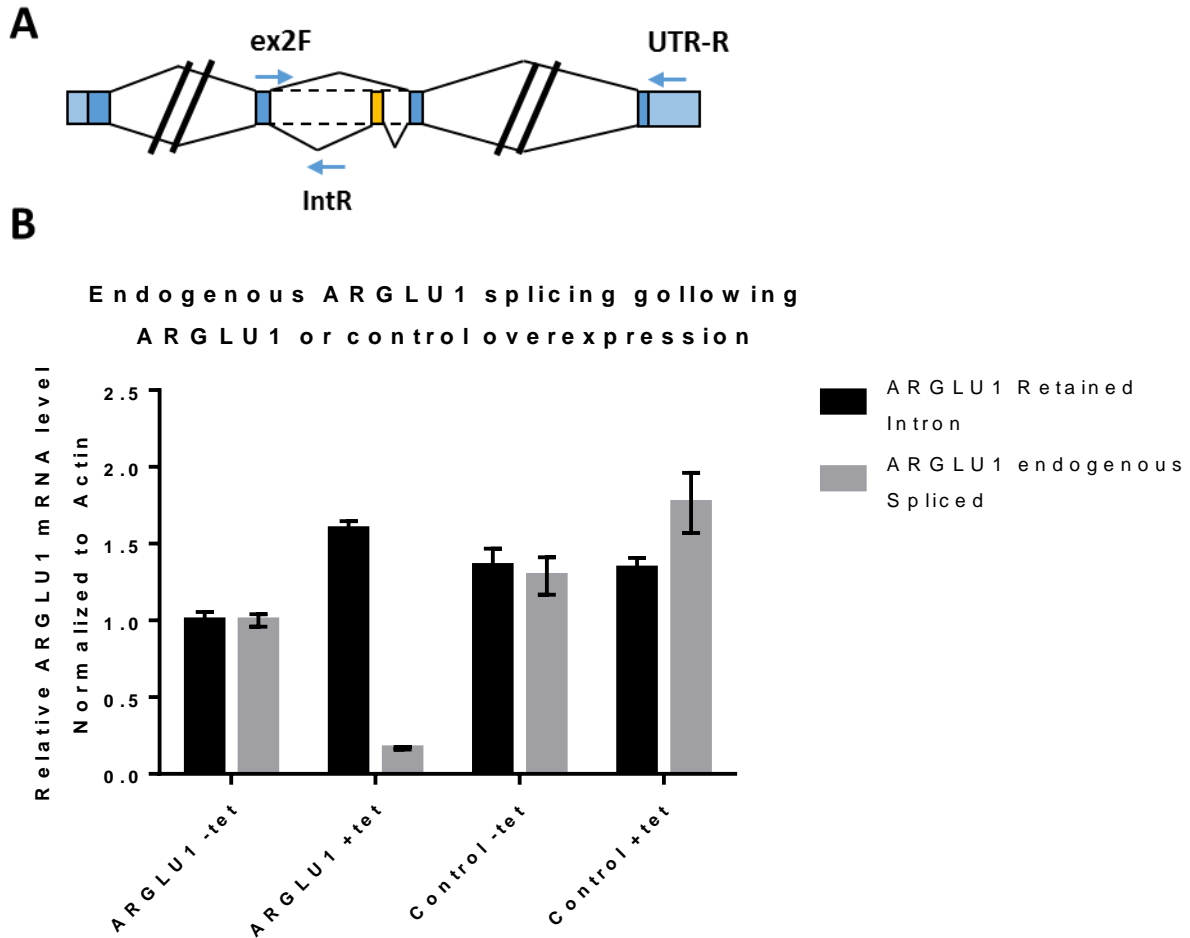 A
ex2F
UTR-R
IntR
B
Endogenous ARGLU1 splicing gollowing
ARGLU1 or control overexpression
Relative ARGLU1 mRNA level
Normalized to Actin
2.5
2.0
1.5
1.0
0.5
0.0
ARGLU1 -tet
ARGLU1 +tet
Control -tet
Control +tet
ARGLU1 Retained
Intron
ARGLU1 endogenous
Spliced